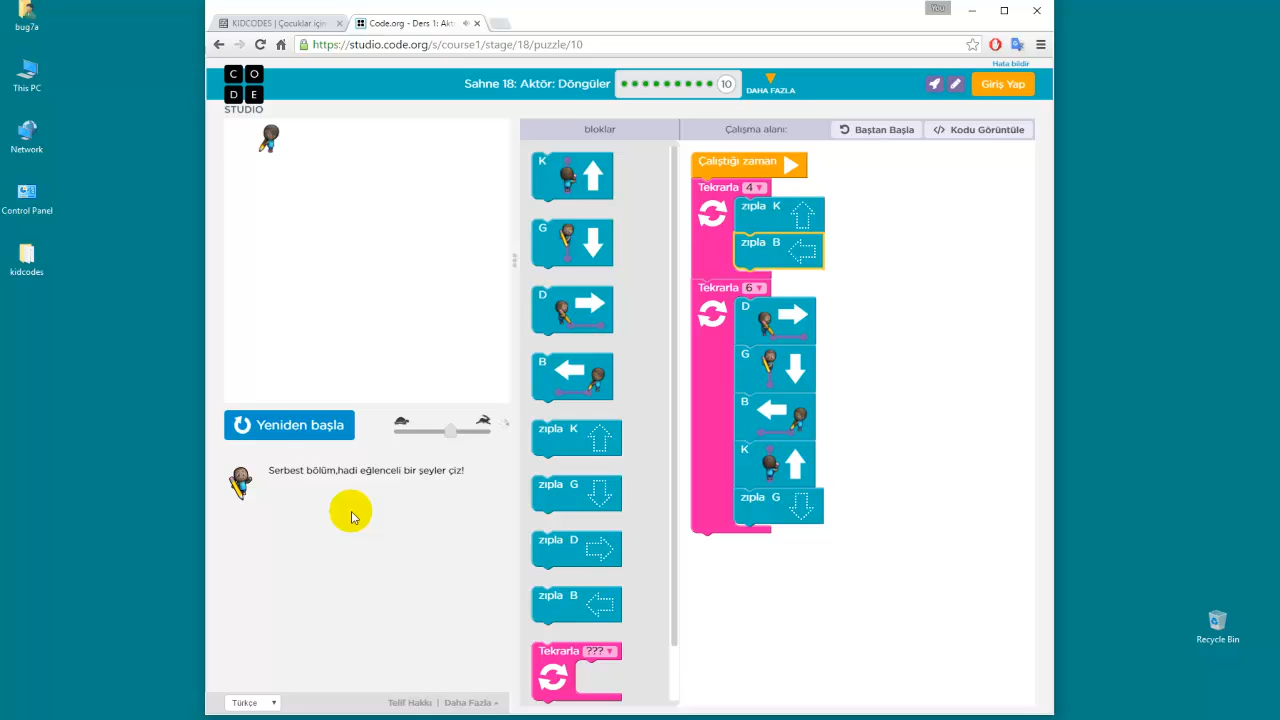 bug7a
This PC
Network
Control Panel
kidcodes
Recycle Bin
You
KIDCODES | Çocuklar için
Code.org - Ders 1: Akt
https://studio.code.org/s/course1/stage/18/puzzle/10
Hata bildir
C O
D E
STUDIO
Sahne 18: Aktör: Döngüler
10
DAHA FAZLA
Giriş Yap
bloklar
Çalışma alanı:
Baştan Başla
</> Kodu Görüntüle
K
G
D
B
zıpla K
zıpla G
zıpla D
zıpla B
Tekrarla ???
Çalıştığı zaman
Tekrarla 4
zıpla K
zıpla B
Tekrarla 6
D
G
B
K
zıpla G
Yeniden başla
Serbest bölüm,hadi eğlenceli bir şeyler çiz!
Türkçe
Telif Hakkı | Daha Fazla